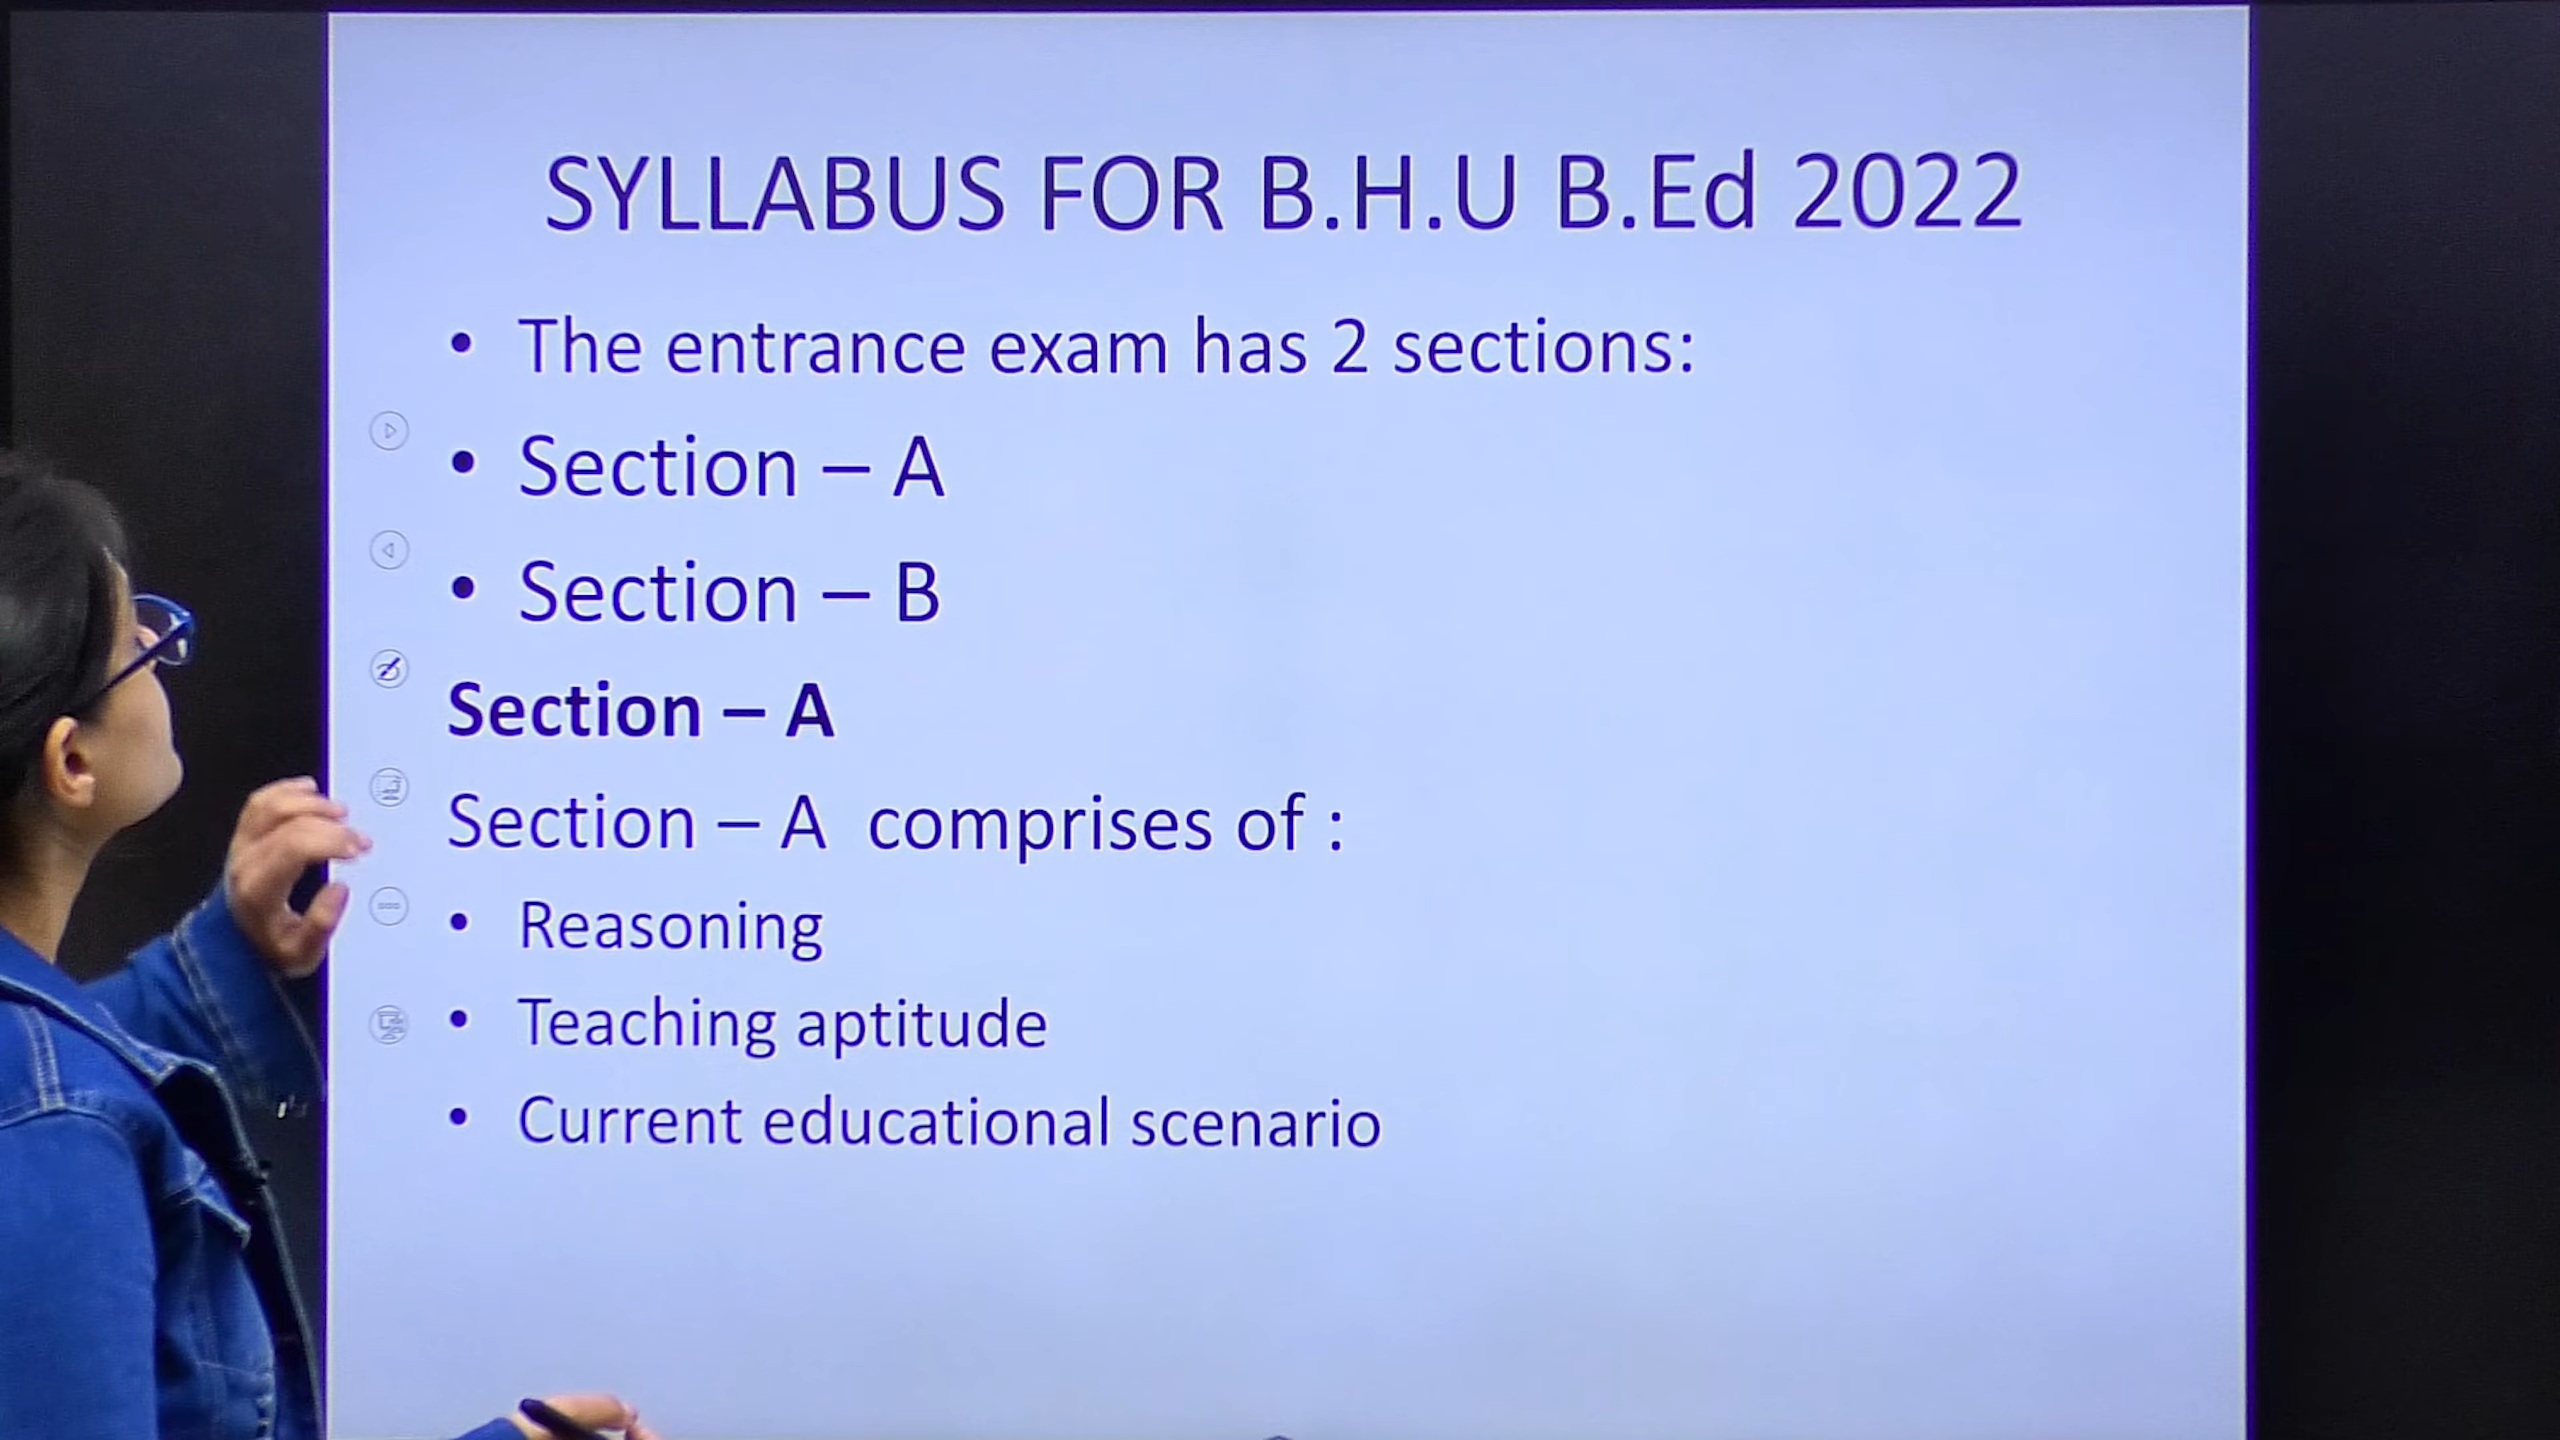 SYLLABUS FOR B.H.U B.Ed 2022
• The entrance exam has 2 sections:
• Section – A
• Section – B
Section – A
Section – A comprises of :
• Reasoning
• Teaching aptitude
• Current educational scenario